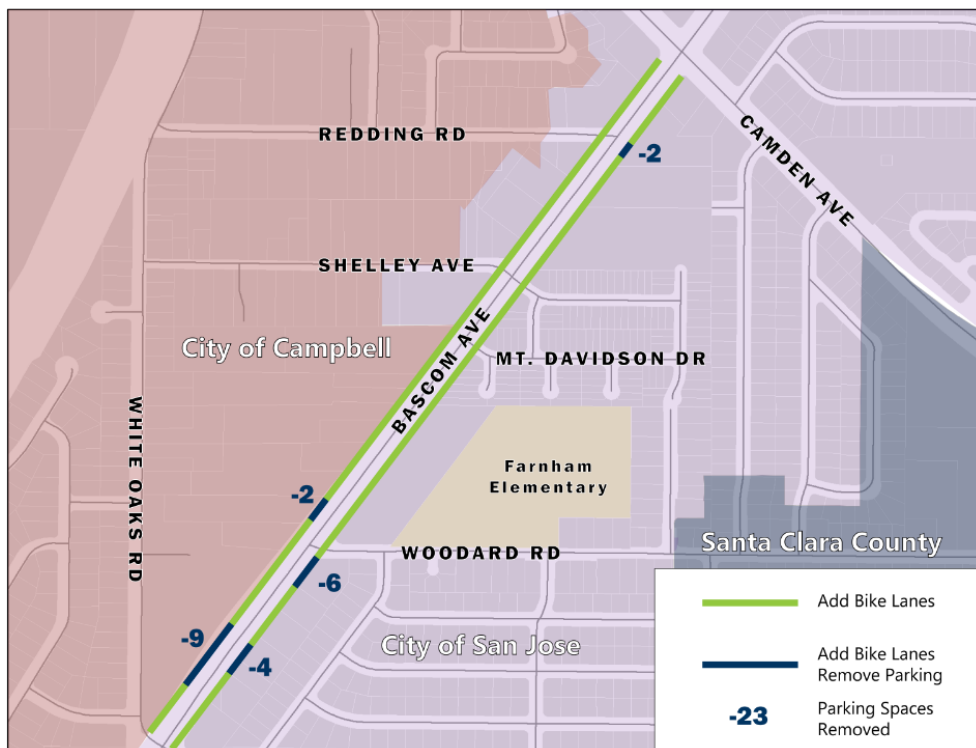 REDDING RD
-2
CAMDEN AVE
SHELLEY AVE
City of Campbell
BASCOM AVE
MT. DAVIDSON DR
WHITE OAKS RD
Farnham
Elementary
-2
WOODARD RD
Santa Clara County
-6
-9
-4
City of San Jose
Add Bike Lanes
Add Bike Lanes
Remove Parking
-23
Parking Spaces
Removed